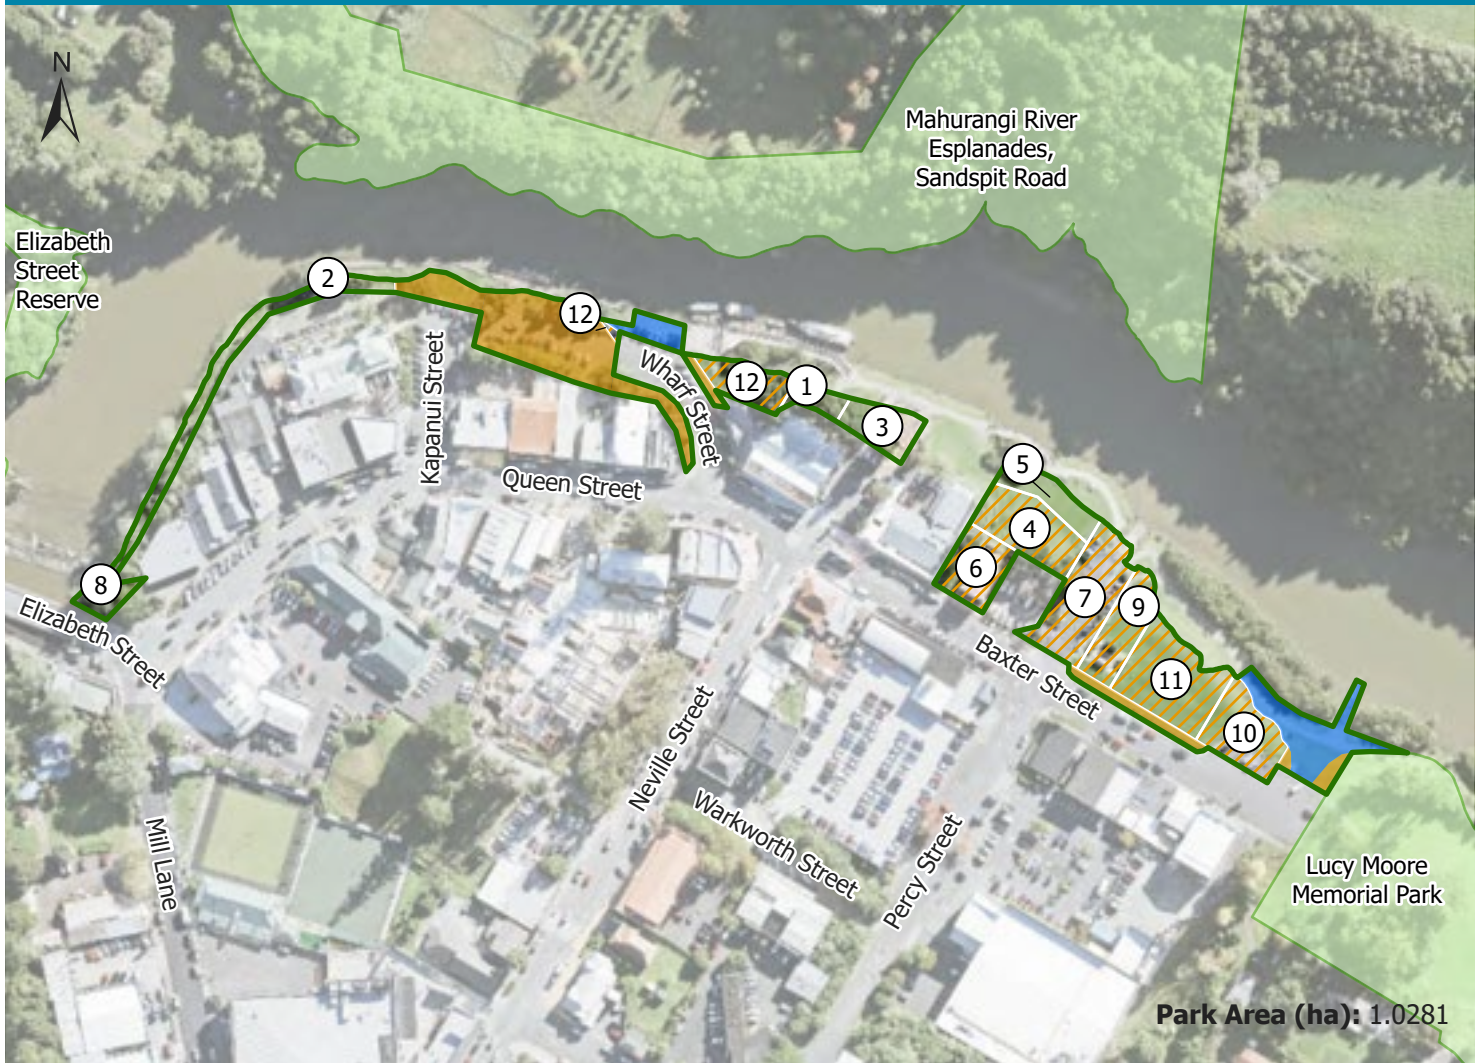 N
Mahurangi River
Esplanades,
Sandspit Road
Elizabeth
Street
Reserve
2
12
Wharf Street
12
1
3
Kapanui Street
Queen Street
5
4
6
7
9
8
Elizabeth Street
Baxter Street
11
10
Neville Street
Warkworth Street
Percy Street
Mill Lane
Lucy Moore
Memorial Park
Park Area (ha): 1.0281